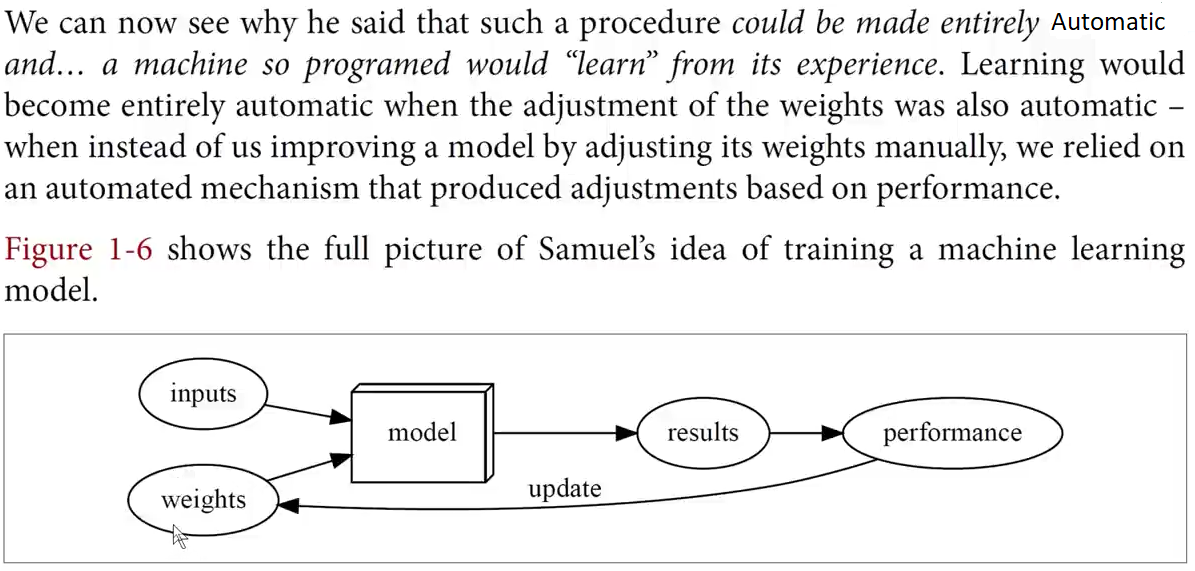 We can now see why he said that such a procedure could be made entirely Automatic
and… a machine so programed would “learn” from its experience. Learning would
become entirely automatic when the adjustment of the weights was also automatic –
when instead of us improving a model by adjusting its weights manually, we relied on
an automated mechanism that produced adjustments based on performance.
Figure 1-6 shows the full picture of Samuel’s idea of training a machine learning
model.
inputs
model
results
performance
weights
update